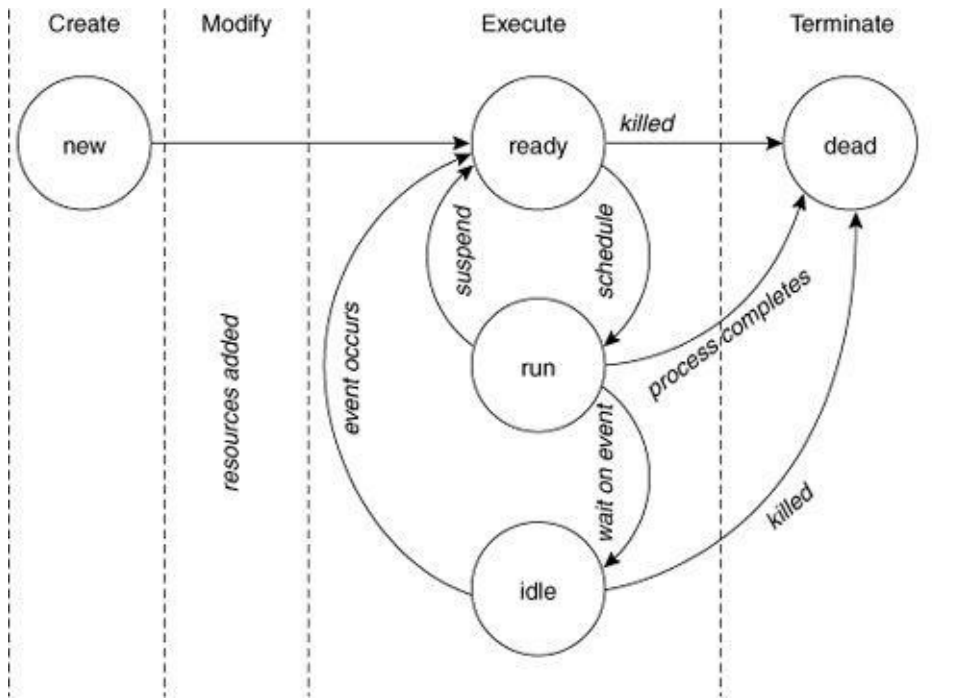 Create
Modify
Execute
Terminate
new
ready
killed
dead
suspend
schedule
event occurs
resources added
run
process completes
wait on event
idle
killed